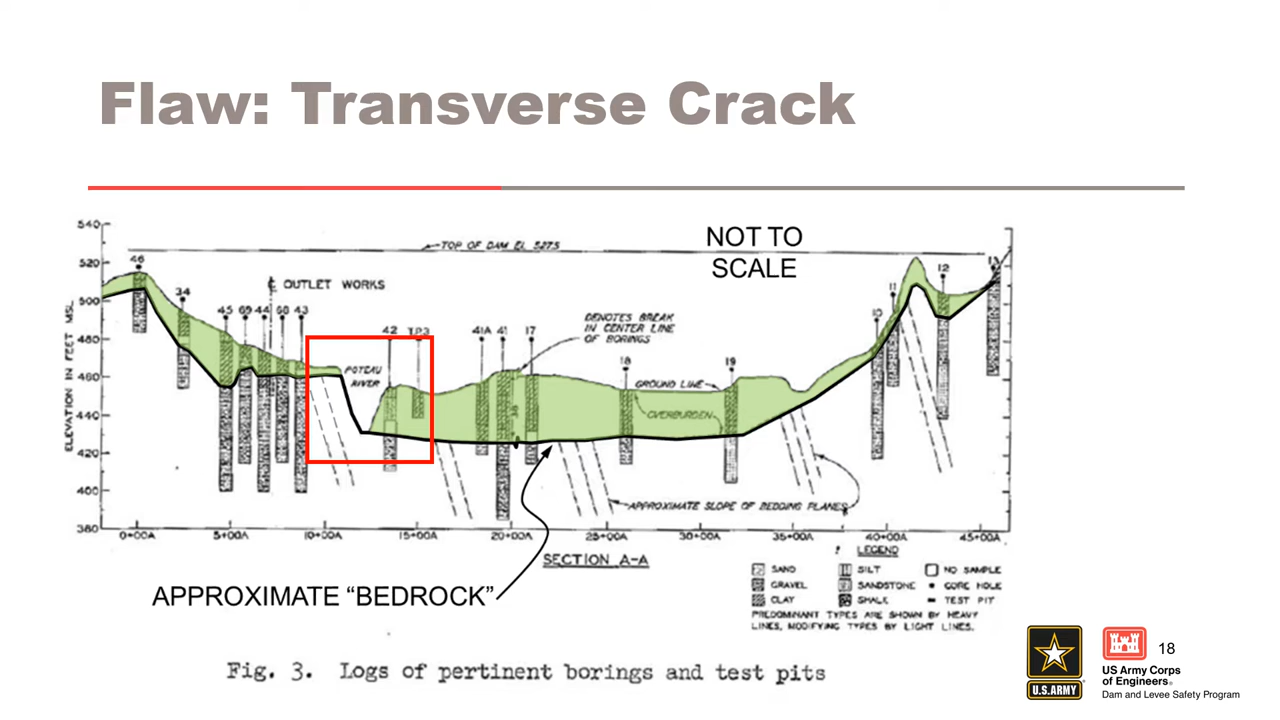 Flaw: Transverse Crack
NOT TO
SCALE
540
520
500
480
460
440
420
400
380
ELEVATION IN FEET MSL
TOP OF DAM EL 527.5
46
34
45
69
44
68
43
₵ OUTLET WORKS
42
T.P.3
41A
41
17
18
19
10
11
12
13
POTEAU
RIVER
DENOTES BREAK
IN CENTER LINE
OF BORINGS
GROUND LINE
OVERBURDEN
APPROXIMATE SLOPE OF BEDDING PLANES
0+00A
5+00A
10+00A
15+00A
20+00A
25+00A
30+00A
35+00A
40+00A
45+00A
SECTION A-A
APPROXIMATE “BEDROCK”
LEGEND
SAND
SILT
NO SAMPLE
GRAVEL
SANDSTONE
CORE HOLE
CLAY
SHALE
TEST PIT
PREDOMINANT TYPES ARE SHOWN BY HEAVY
LINES, MODIFYING TYPES BY LIGHT LINES.
Fig. 3. Logs of pertinent borings and test pits
U.S.ARMY
US Army Corps
of Engineers®
Dam and Levee Safety Program
18